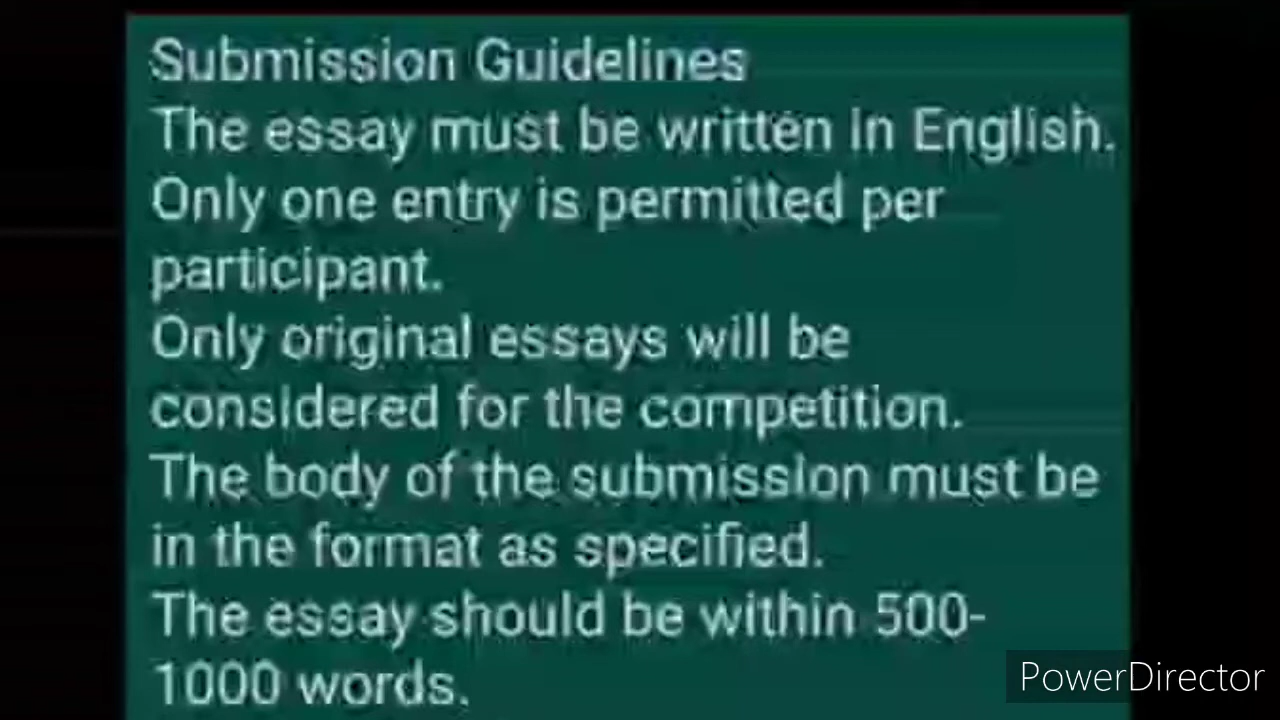 Submission Guidelines
The essay must be written in English.
Only one entry is permitted per
participant.
Only original essays will be
considered for the competition.
The body of the submission must be
in the format as specified.
The essay should be within 500-
1000 words.
PowerDirector